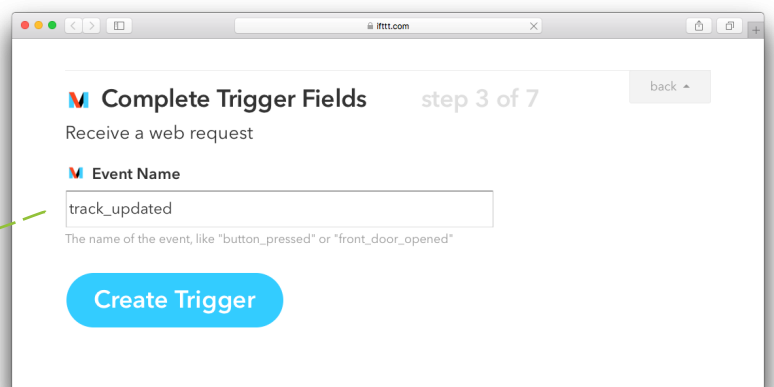 ifttt.com
Complete Trigger Fields
step 3 of 7
back
Receive a web request
Event Name
track_updated
The name of the event, like "button_pressed" or "front_door_opened"
Create Trigger